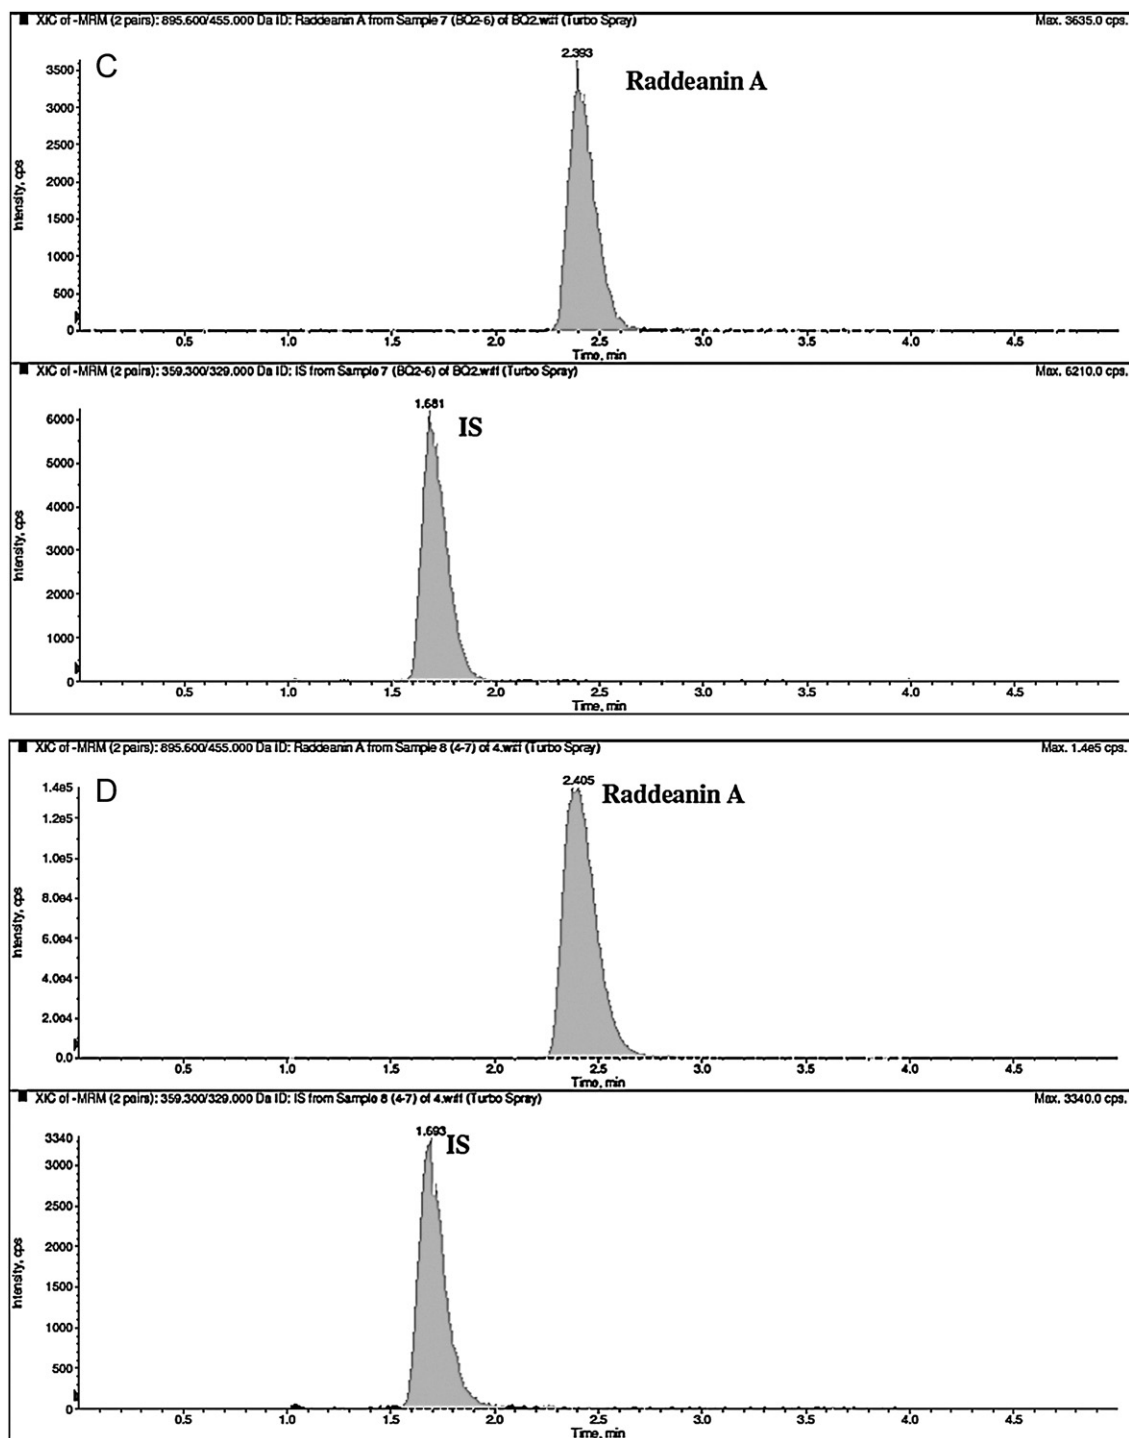 XIC of -MRM (2 pairs): 895.600/455.000 Da ID: Raddeanin A from Sample 7 (BQ2-6) of BQ2.wiff (Turbo Spray) Max. 3635.0 cps.
C
2.393
Raddeanin A
3500
3000
2500
2000
1500
1000
500
0
Intensity, cps
0.5 1.0 1.5 2.0 2.5 3.0 3.5 4.0 4.5
Time, min
XIC of -MRM (2 pairs): 359.300/329.000 Da ID: IS from Sample 7 (BQ2-6) of BQ2.wiff (Turbo Spray) Max. 6210.0 cps.
1.681
IS
6000
5000
4000
3000
2000
1000
0
Intensity, cps
0.5 1.0 1.5 2.0 2.5 3.0 3.5 4.0 4.5
Time, min
XIC of -MRM (2 pairs): 895.600/455.000 Da ID: Raddeanin A from Sample 8 (4-7) of 4.wiff (Turbo Spray) Max. 1.4e5 cps.
D
2.405
Raddeanin A
1.4e5
1.2e5
1.0e5
8.0e4
6.0e4
4.0e4
2.0e4
0.0
Intensity, cps
0.5 1.0 1.5 2.0 2.5 3.0 3.5 4.0 4.5
Time, min
XIC of -MRM (2 pairs): 359.300/329.000 Da ID: IS from Sample 8 (4-7) of 4.wiff (Turbo Spray) Max. 3340.0 cps.
1.693
IS
3340
3000
2500
2000
1500
1000
500
0
Intensity, cps
0.5 1.0 1.5 2.0 2.5 3.0 3.5 4.0 4.5
Time, min